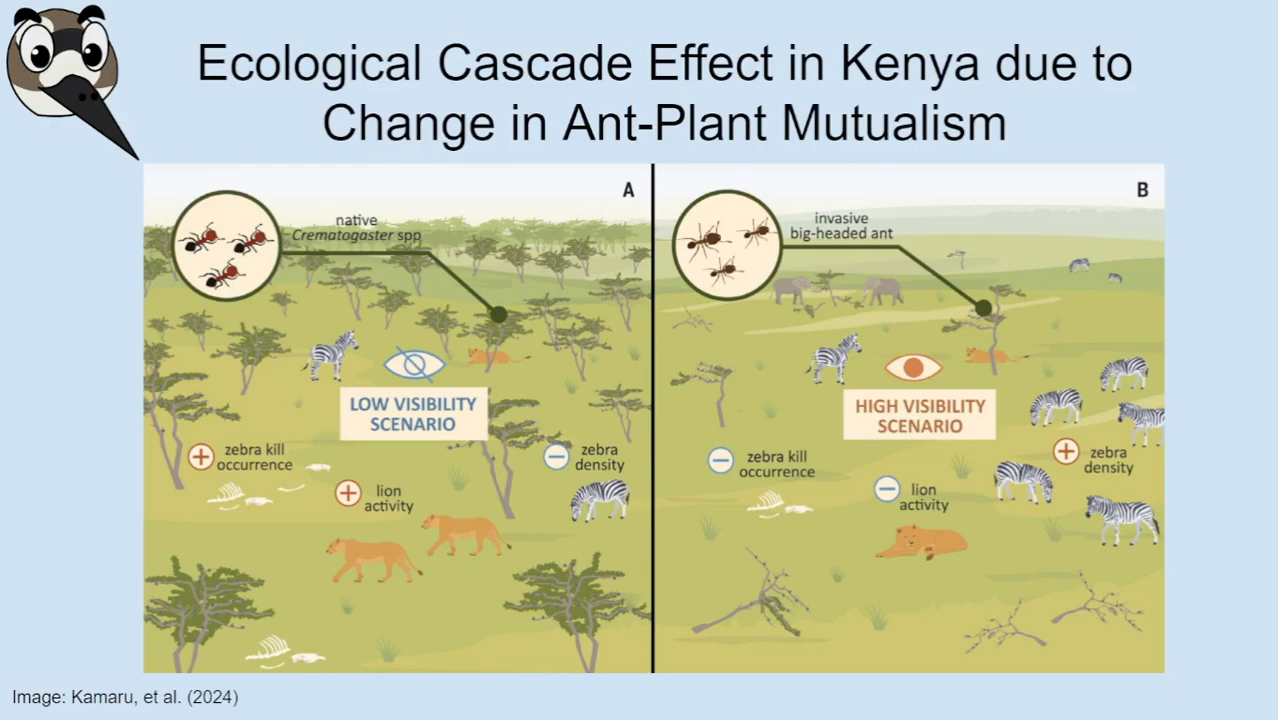 Ecological Cascade Effect in Kenya due to
Change in Ant-Plant Mutualism
A
native
Crematogaster spp
LOW VISIBILITY
SCENARIO
zebra kill
occurrence
lion
activity
zebra
density
B
invasive
big-headed ant
HIGH VISIBILITY
SCENARIO
zebra kill
occurrence
lion
activity
zebra
density
Image: Kamaru, et al. (2024)